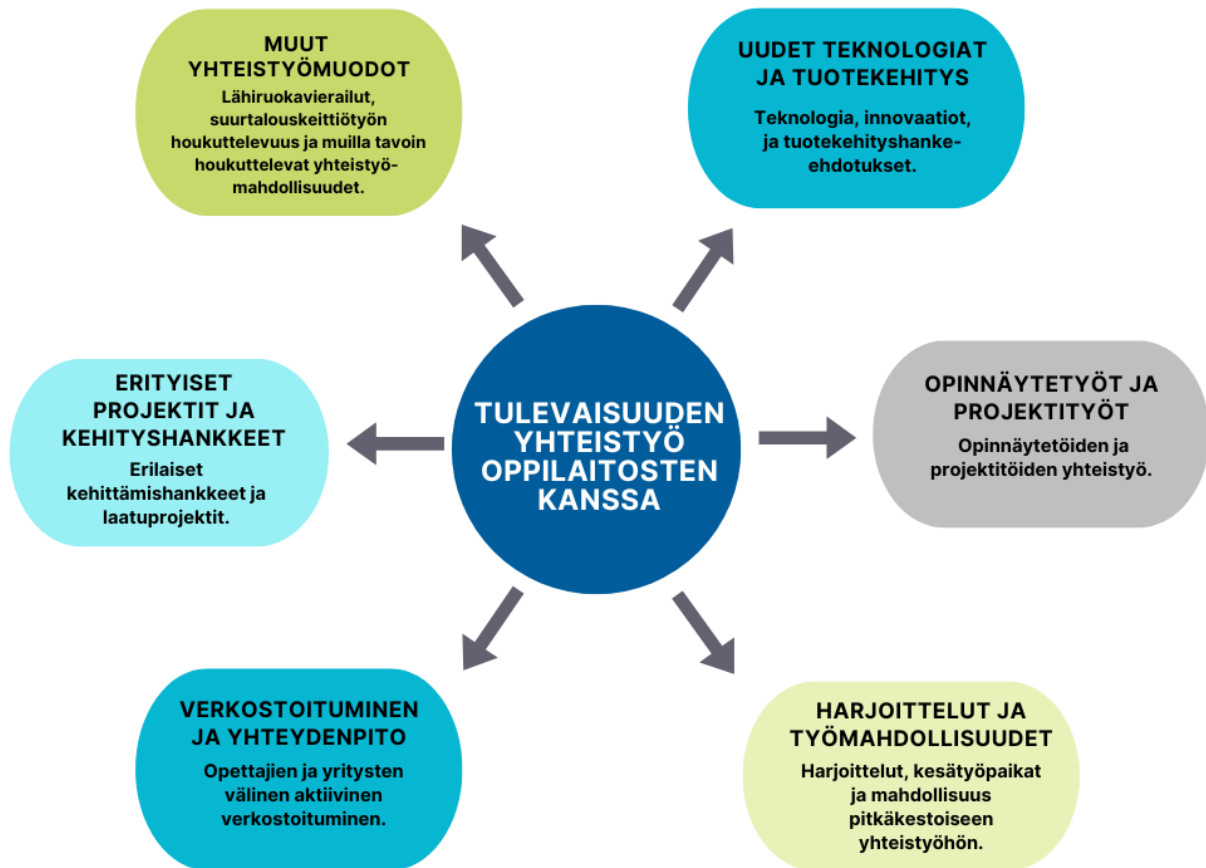 MUUT
YHTEISTYÖMUODOT
Lähiruokavierailut,
suurtalouskeittiötyön
houkuttelevuus ja muilla tavoin
houkuttelevat yhteistyö-
mahdollisuudet.
UUDET TEKNOLOGIAT
JA TUOTEKEHITYS
Teknologia, innovaatiot,
ja tuotekehityshanke-
ehdotukset.
ERITYISET
PROJEKTIT JA
KEHITYSHANKKEET
Erilaiset
kehittämishankkeet ja
laatuprojektit.
TULEVAISUUDEN
YHTEISTYÖ
OPPILAITOSTEN
KANSSA
OPINNÄYTETYÖT JA
PROJEKTITYÖT
Opinnäytetöiden ja
projektitöiden yhteistyö.
VERKOSTOITUMINEN
JA YHTEYDENPITO
Opettajien ja yritysten
välinen aktiivinen
verkostoituminen.
HARJOITTELUT JA
TYÖMAHDOLLISUUDET
Harjoittelut, kesätyöpaikat
ja mahdollisuus
pitkäkestoiseen
yhteistyöhön.